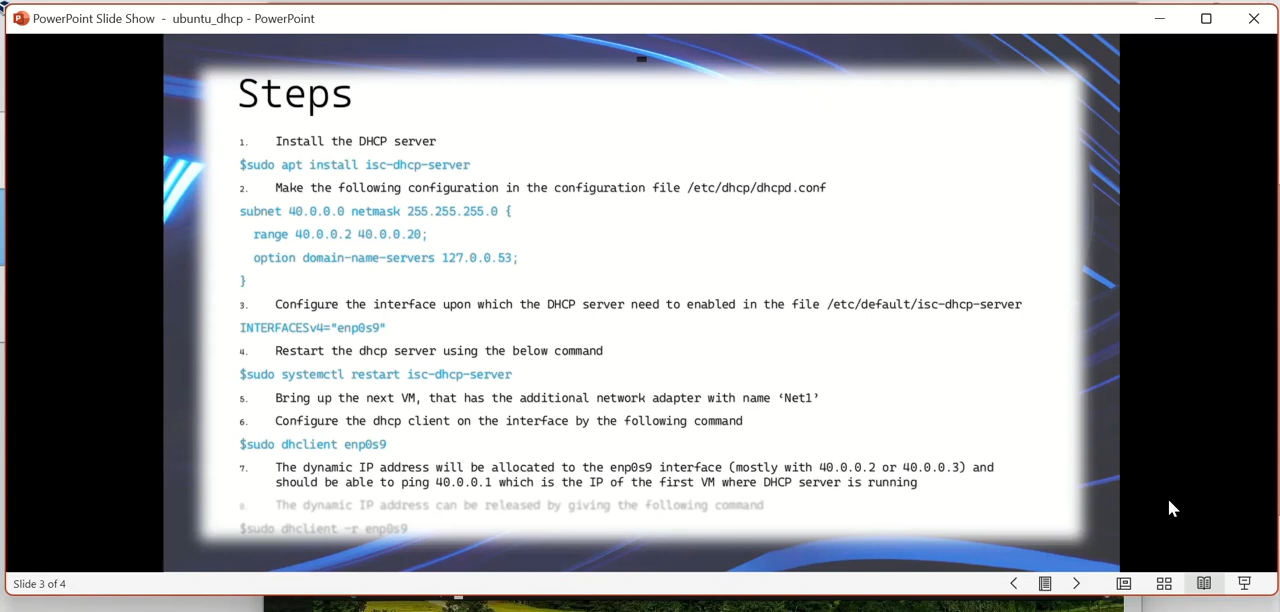 PowerPoint Slide Show - ubuntu_dhcp - PowerPoint
Steps
1. Install the DHCP server
$sudo apt install isc-dhcp-server
2. Make the following configuration in the configuration file /etc/dhcp/dhcpd.conf
subnet 40.0.0.0 netmask 255.255.255.0 {
range 40.0.0.2 40.0.0.20;
option domain-name-servers 127.0.0.53;
}
3. Configure the interface upon which the DHCP server need to enabled in the file /etc/default/isc-dhcp-server
INTERFACESv4="enp0s9"
4. Restart the dhcp server using the below command
$sudo systemctl restart isc-dhcp-server
5. Bring up the next VM, that has the additional network adapter with name ‘Net1’
6. Configure the dhcp client on the interface by the following command
$sudo dhclient enp0s9
7. The dynamic IP address will be allocated to the enp0s9 interface (mostly with 40.0.0.2 or 40.0.0.3) and
should be able to ping 40.0.0.1 which is the IP of the first VM where DHCP server is running
8. The dynamic IP address can be released by giving the following command
$sudo dhclient -r enp0s9
Slide 3 of 4